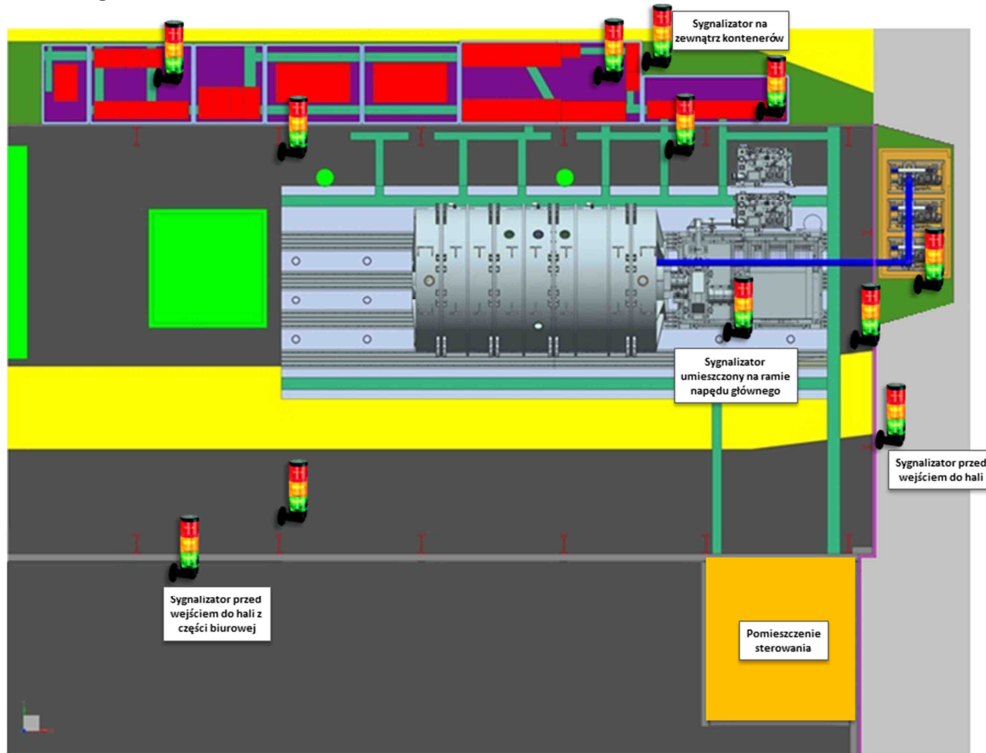 Sygnalizator na
zewnątrz kontenerów
Sygnalizator
umieszczony na ramie
napędu głównego
Sygnalizator przed
wejściem do hali
Sygnalizator przed
wejściem do hali z
części biurowej
Pomieszczenie
sterowania